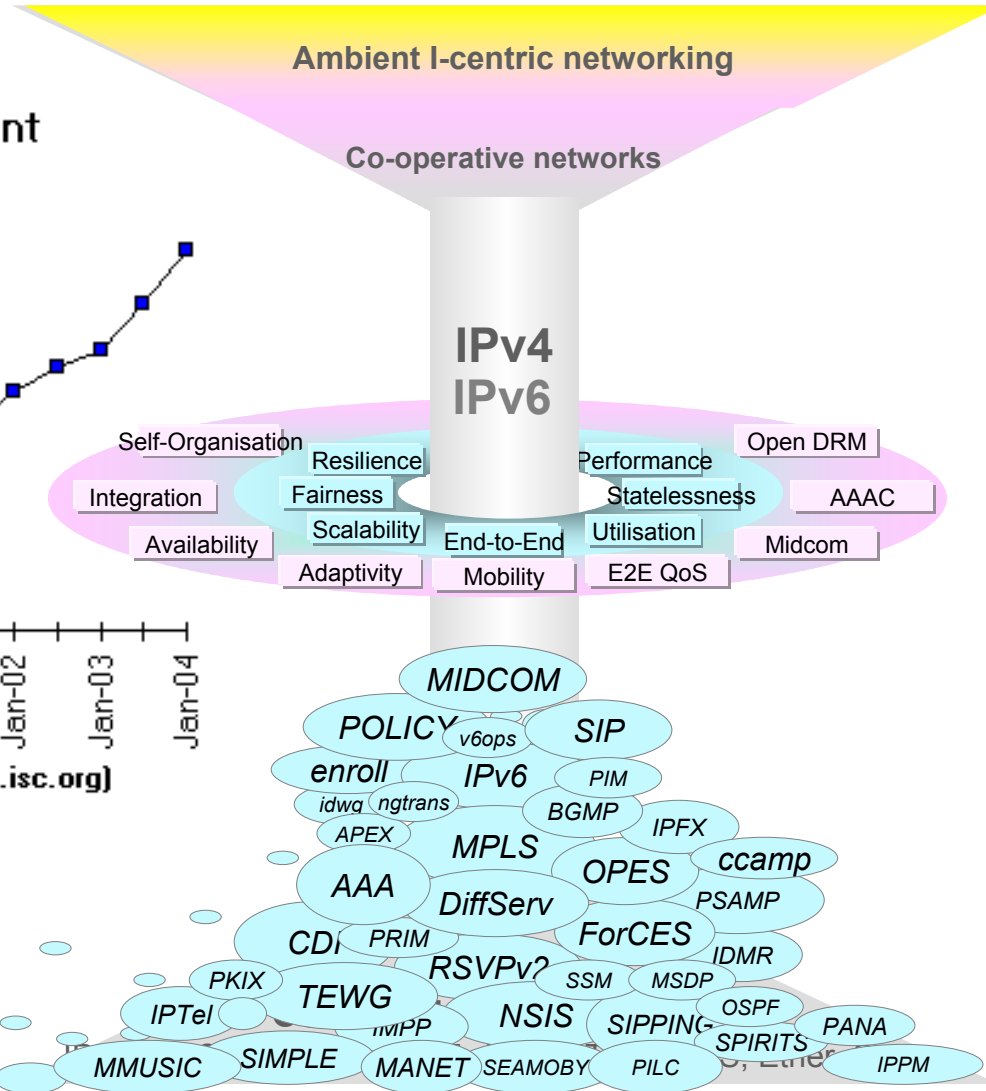 Ambient I-centric networking
nt
Co-operative networks
IPv4
IPv6
Self-Organisation
Open DRM
Resilience
Performance
Integration
Fairness
Statelessness
AAAC
Scalability
Utilisation
Availability
End-to-End
Midcom
Adaptivity
Mobility
E2E QoS
Jan-02
Jan-03
Jan-04
.isc.org)
MIDCOM
POLICY
v6ops
SIP
enroll
IPv6
PIM
idwg
ngtrans
BGMP
APEX
IPFX
MPLS
ccamp
AAA
OPES
DiffServ
PSAMP
CDI
PRIM
ForCES
IDMR
RSVPv2
PKIX
SSM
MSDP
TEWG
IPTel
NSIS
OSPF
IMPP
SIPPING
PANA
SPIRITS
MMUSIC
SIMPLE
MANET
SEAMOBY
PILC
IPPM